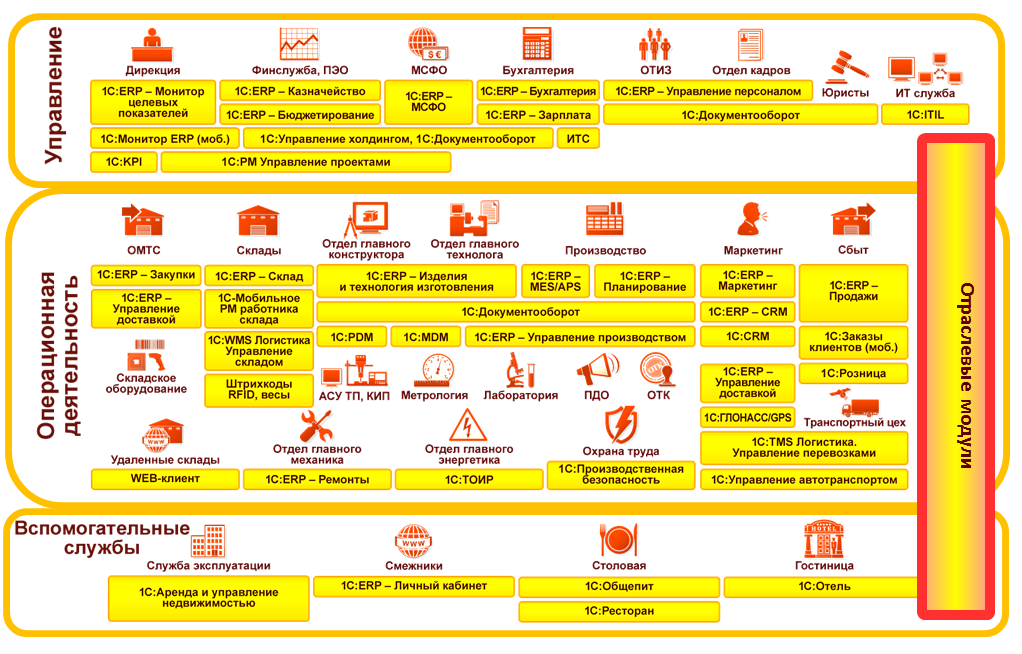 Управление
Дирекция
Финслужба, ПЭО
МСФО
Бухгалтерия
ОТИЗ
Отдел кадров
Юристы
ИТ служба
1С:ERP – Монитор
целевых
показателей
1С:ERP – Казначейство
1С:ERP – Бюджетирование
1С:ERP –
МСФО
1С:ERP – Бухгалтерия
1С:ERP – Зарплата
1С:ERP – Управление персоналом
1С:Документооборот
1С:ITIL
1С:Монитор ERP (моб.)
1С:Управление холдингом, 1С:Документооборот
ИТС
1С:KPI
1С:PM Управление проектами
Операционная
деятельность
ОМТС
Склады
Отдел главного
конструктора
Отдел главного
технолога
Производство
Маркетинг
Сбыт
1С:ERP – Закупки
1С:ERP –
Управление
доставкой
1С:ERP – Склад
1С-Мобильное
РМ работника
склада
1С:WMS Логистика
Управление
складом
Штрихкоды
RFID, весы
1С:ERP – Изделия
и технология изготовления
1С:ERP –
MES/APS
1С:ERP –
Планирование
1С:Документооборот
1С:PDM
1С:MDM
1С:ERP – Управление производством
1С:ERP –
Маркетинг
1С:ERP – CRM
1С:CRM
1С:ERP –
Управление
доставкой
1С:ГЛОНАСС/GPS
1С:ERP –
Продажи
1С:Заказы
клиентов (моб.)
1С:Розница
Транспортный цех
1С:TMS Логистика.
Управление перевозками
1С:Управление автотранспортом
Складское
оборудование
АСУ ТП, КИП
Метрология
Лаборатория
ПДО
ОТК
ОТК
WWW
Удаленные склады
Отдел главного
механика
Отдел главного
энергетика
Охрана труда
WEB-клиент
1С:ERP – Ремонты
1С:ТОИР
1С:Производственная
безопасность
Отраслевые модули
Вспомогательные
службы
Служба эксплуатации
WWW
Смежники
Столовая
HOTEL
Гостиница
1С:Аренда и управление
недвижимостью
1С:ERP – Личный кабинет
1С:Общепит
1С:Ресторан
1С:Отель